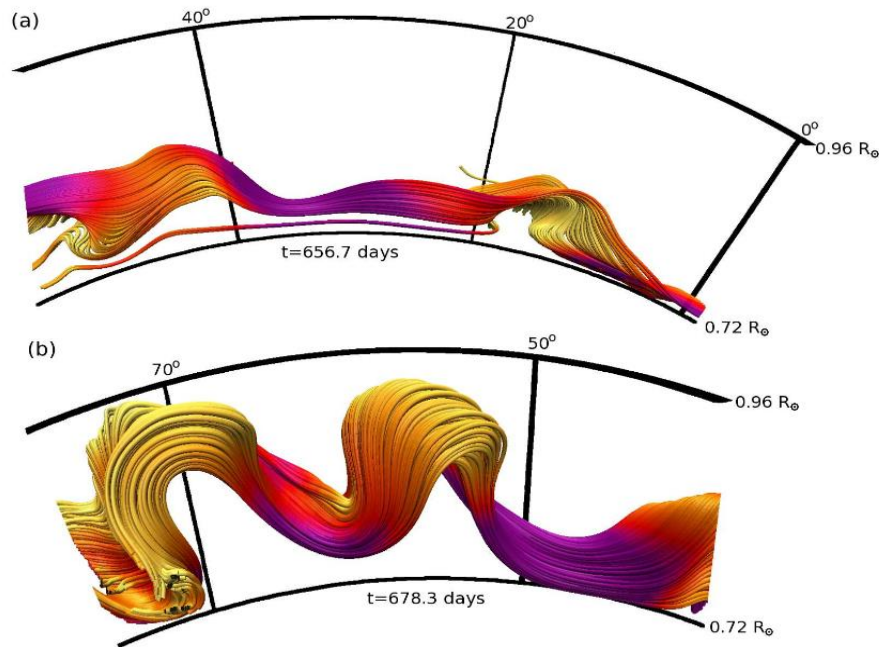 (a)
40°
20°
0°
0.96 R☉
t=656.7 days
0.72 R☉
(b)
70°
50°
0.96 R☉
t=678.3 days
0.72 R☉